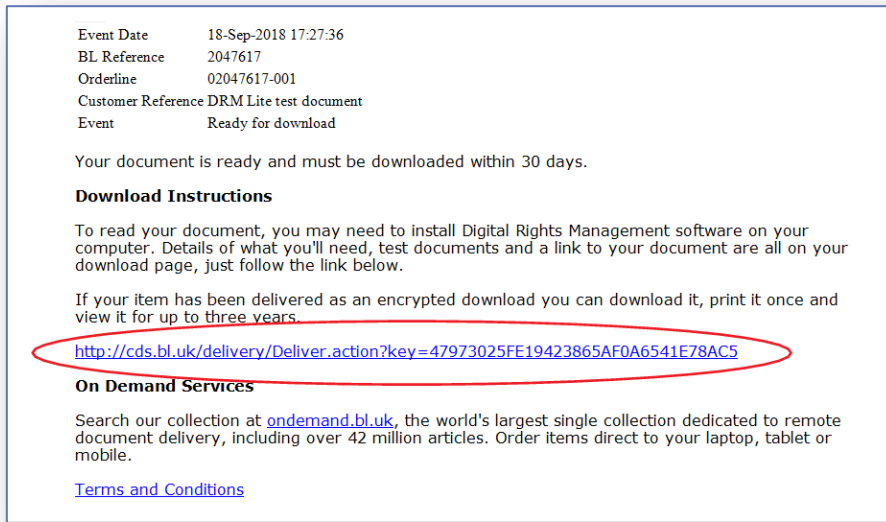 Event Date 18-Sep-2018 17:27:36
BL Reference 2047617
Orderline 02047617-001
Customer Reference DRM Lite test document
Event Ready for download
Your document is ready and must be downloaded within 30 days.
Download Instructions
To read your document, you may need to install Digital Rights Management software on your
computer. Details of what you'll need, test documents and a link to your document are all on your
download page, just follow the link below.
If your item has been delivered as an encrypted download you can download it, print it once and
view it for up to three years.
http://cds.bl.uk/delivery/Deliver.action?key=47973025FE19423865AF0A6541E78AC5
On Demand Services
Search our collection at ondemand.bl.uk, the world's largest single collection dedicated to remote
document delivery, including over 42 million articles. Order items direct to your laptop, tablet or
mobile.
Terms and Conditions